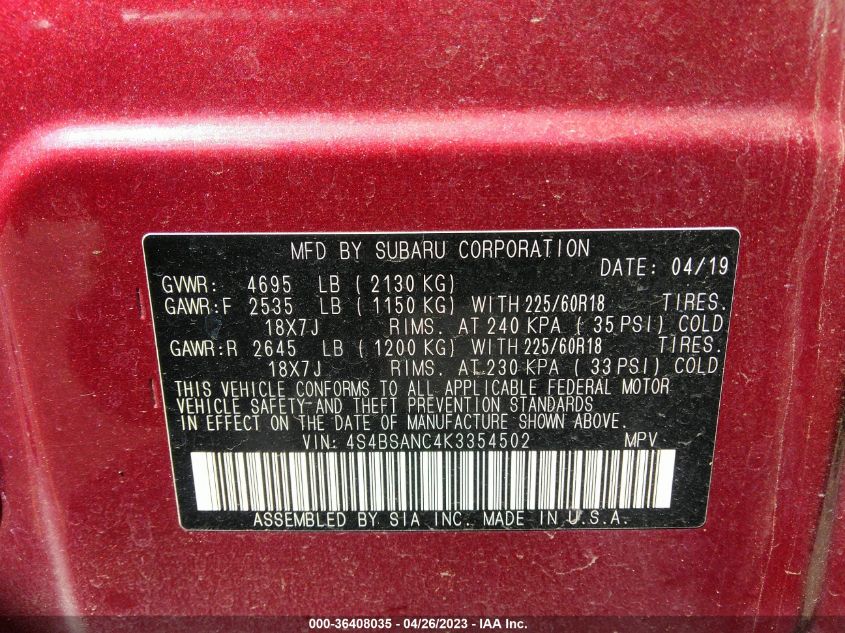 MFD BY SUBARU CORPORATION
DATE: 04/19
GVWR: 4695 LB ( 2130 KG)
GAWR:F 2535 LB ( 1150 KG) WITH 225/60R18 TIRES.
18X7J RIMS. AT 240 KPA ( 35 PSI) COLD
GAWR:R 2645 LB ( 1200 KG) WITH 225/60R18 TIRES.
18X7J RIMS. AT 230 KPA ( 33 PSI) COLD
THIS VEHICLE CONFORMS TO ALL APPLICABLE FEDERAL MOTOR
VEHICLE SAFETY AND THEFT PREVENTION STANDARDS
IN EFFECT ON THE DATE OF MANUFACTURE SHOWN ABOVE.
VIN: 4S4BSANC4K3354502 MPV
ASSEMBLED BY SIA INC. MADE IN U.S.A.
000-36408035 - 04/26/2023 - IAA Inc.